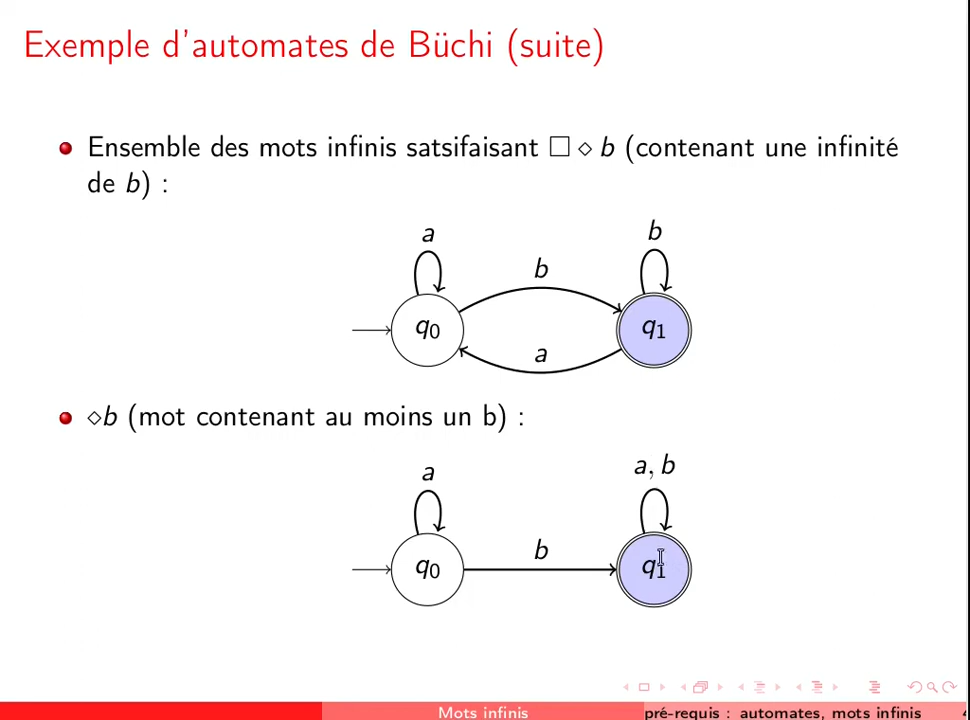 Exemple d'automates de Büchi (suite)
Ensemble des mots infinis satsifaisant □ ⋄ b (contenant une infinité
de b) :
a
b
b
q0
q1
a
⋄b (mot contenant au moins un b) :
a
a, b
b
q0
q1
Mots infinis
pré-requis : automates, mots infinis